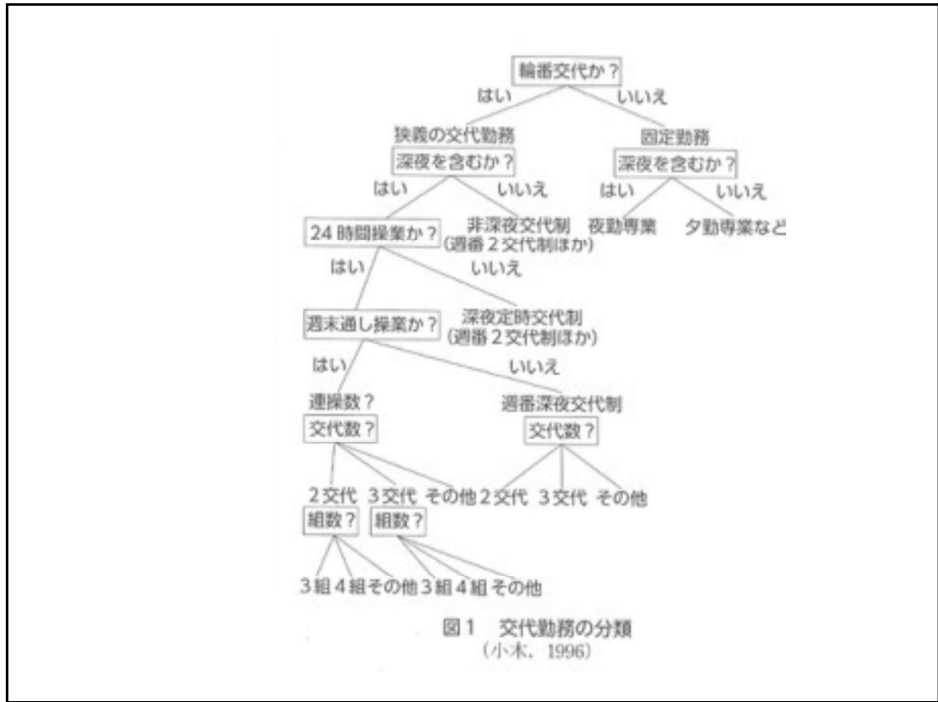 輪番交代か？
はい いいえ
狭義の交代勤務 固定勤務
深夜を含むか？ 深夜を含むか？
はい いいえ はい いいえ
24時間操業か？ 非深夜交代制 夜勤専業 夕勤専業など
(週番２交代制ほか)
はい いいえ
週末通し操業か？ 深夜定時交代制
(週番２交代制ほか)
はい いいえ
連操数？ 週番深夜交代制
交代数？ 交代数？
２交代 ３交代 その他 ２交代 ３交代 その他
組数？ 組数？
３組 ４組 その他 ３組 ４組 その他
図１ 交代勤務の分類
(小木，1996)